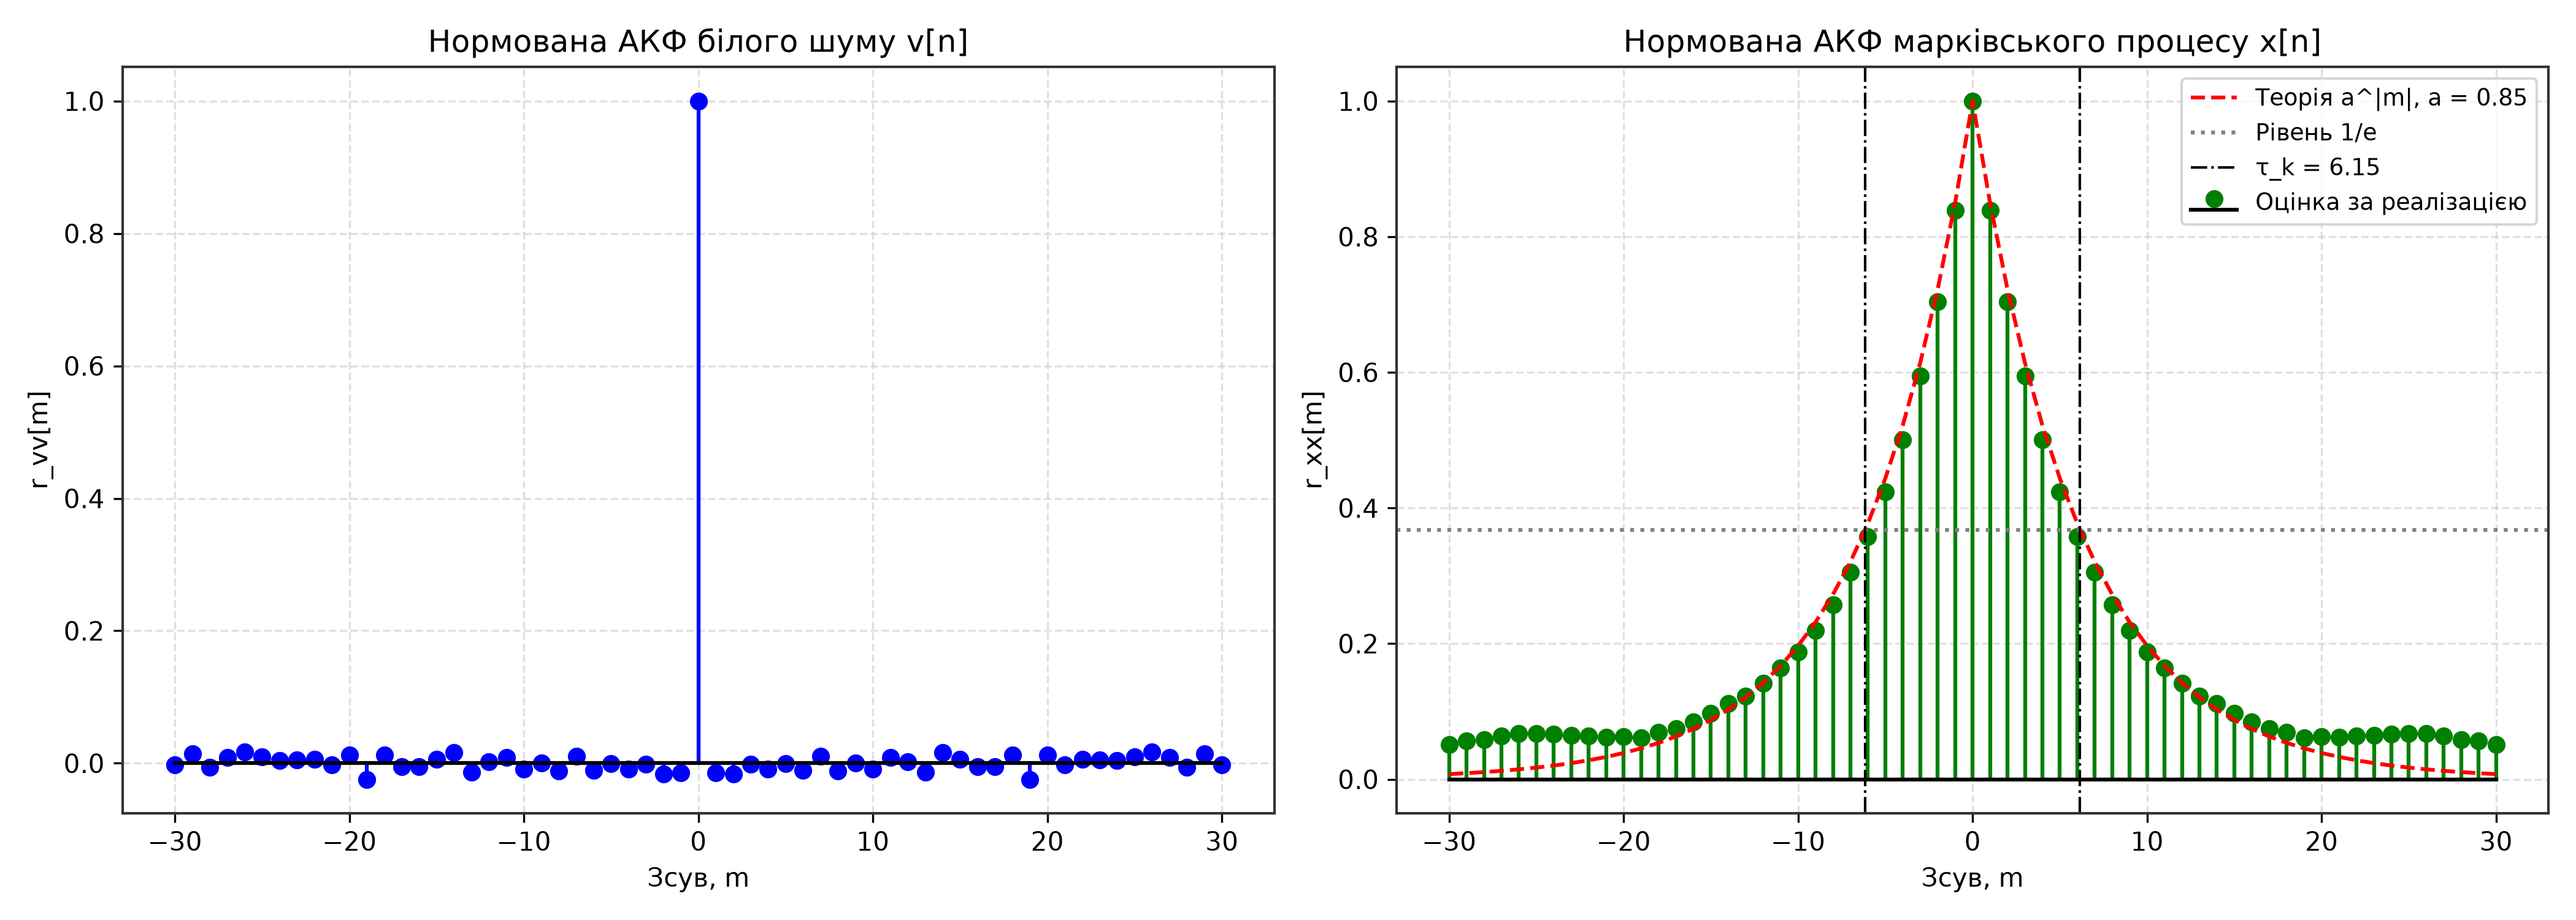 Нормована АКФ білого шуму v[n]
r_vv[m]
1.0
0.8
0.6
0.4
0.2
0.0
−30 −20 −10 0 10 20 30
Зсув, m
Нормована АКФ марківського процесу x[n]
r_xx[m]
1.0
0.8
0.6
0.4
0.2
0.0
Теорія a^|m|, a = 0.85
Рівень 1/e
τ_k = 6.15
Оцінка за реалізацією
−30 −20 −10 0 10 20 30
Зсув, m